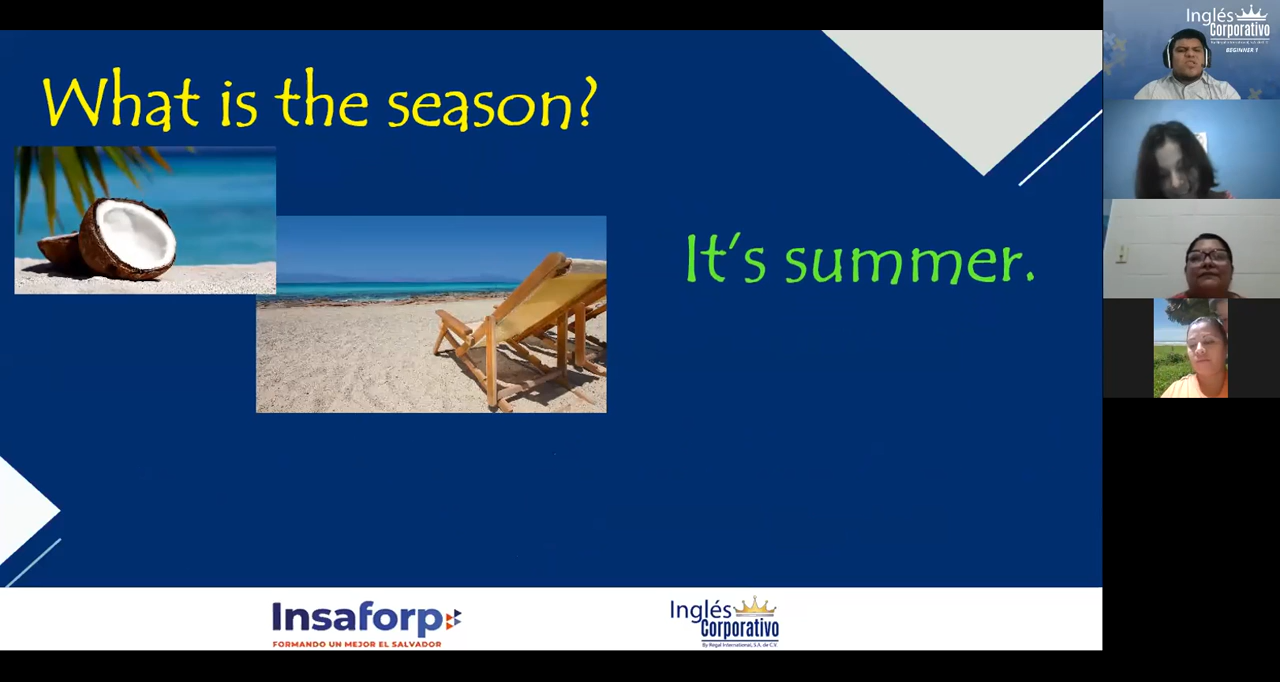 What is the season?
It's summer.
Insaforp
FORMANDO UN MEJOR EL SALVADOR
Inglés
Corporativo
By Regal International, S.A. de C.V.
Inglés
Corporativo
BEGINNER 1